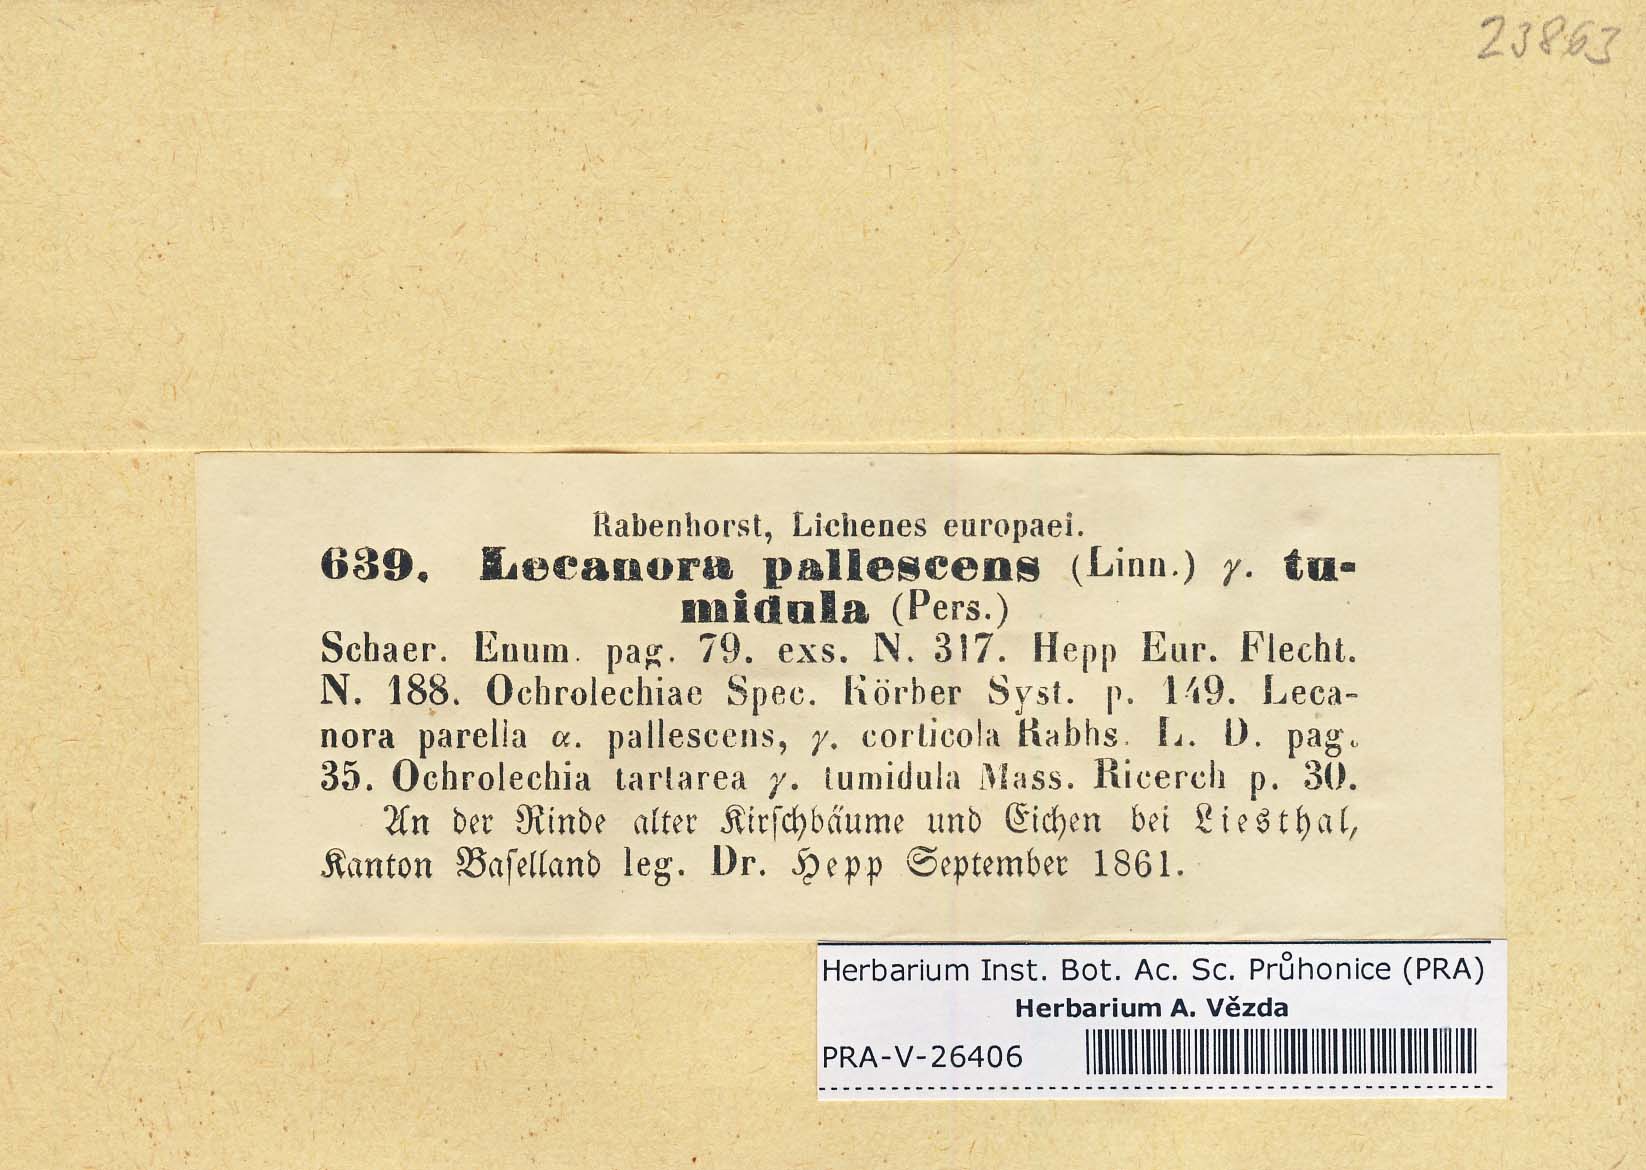 23863
Rabenhorst, Lichenes europaei.
639. Lecanora pallescens (Linn.) γ. tu-
midula (Pers.)
Schaer. Enum. pag. 79. exs. N. 317. Hepp Eur. Flecht.
N. 188. Ochrolechiae Spec. Körber Syst. p. 149. Leca-
nora parella α. pallescens, γ. corticola Rabhs. L. D. pag.
35. Ochrolechia tartarea γ. tumidula Mass. Ricerch p. 30.
An der Rinde alter Kirschbäume und Eichen bei Liesthal,
Kanton Baselland leg. Dr. Hepp September 1861.
Herbarium Inst. Bot. Ac. Sc. Průhonice (PRA)
Herbarium A. Vězda
PRA-V-26406